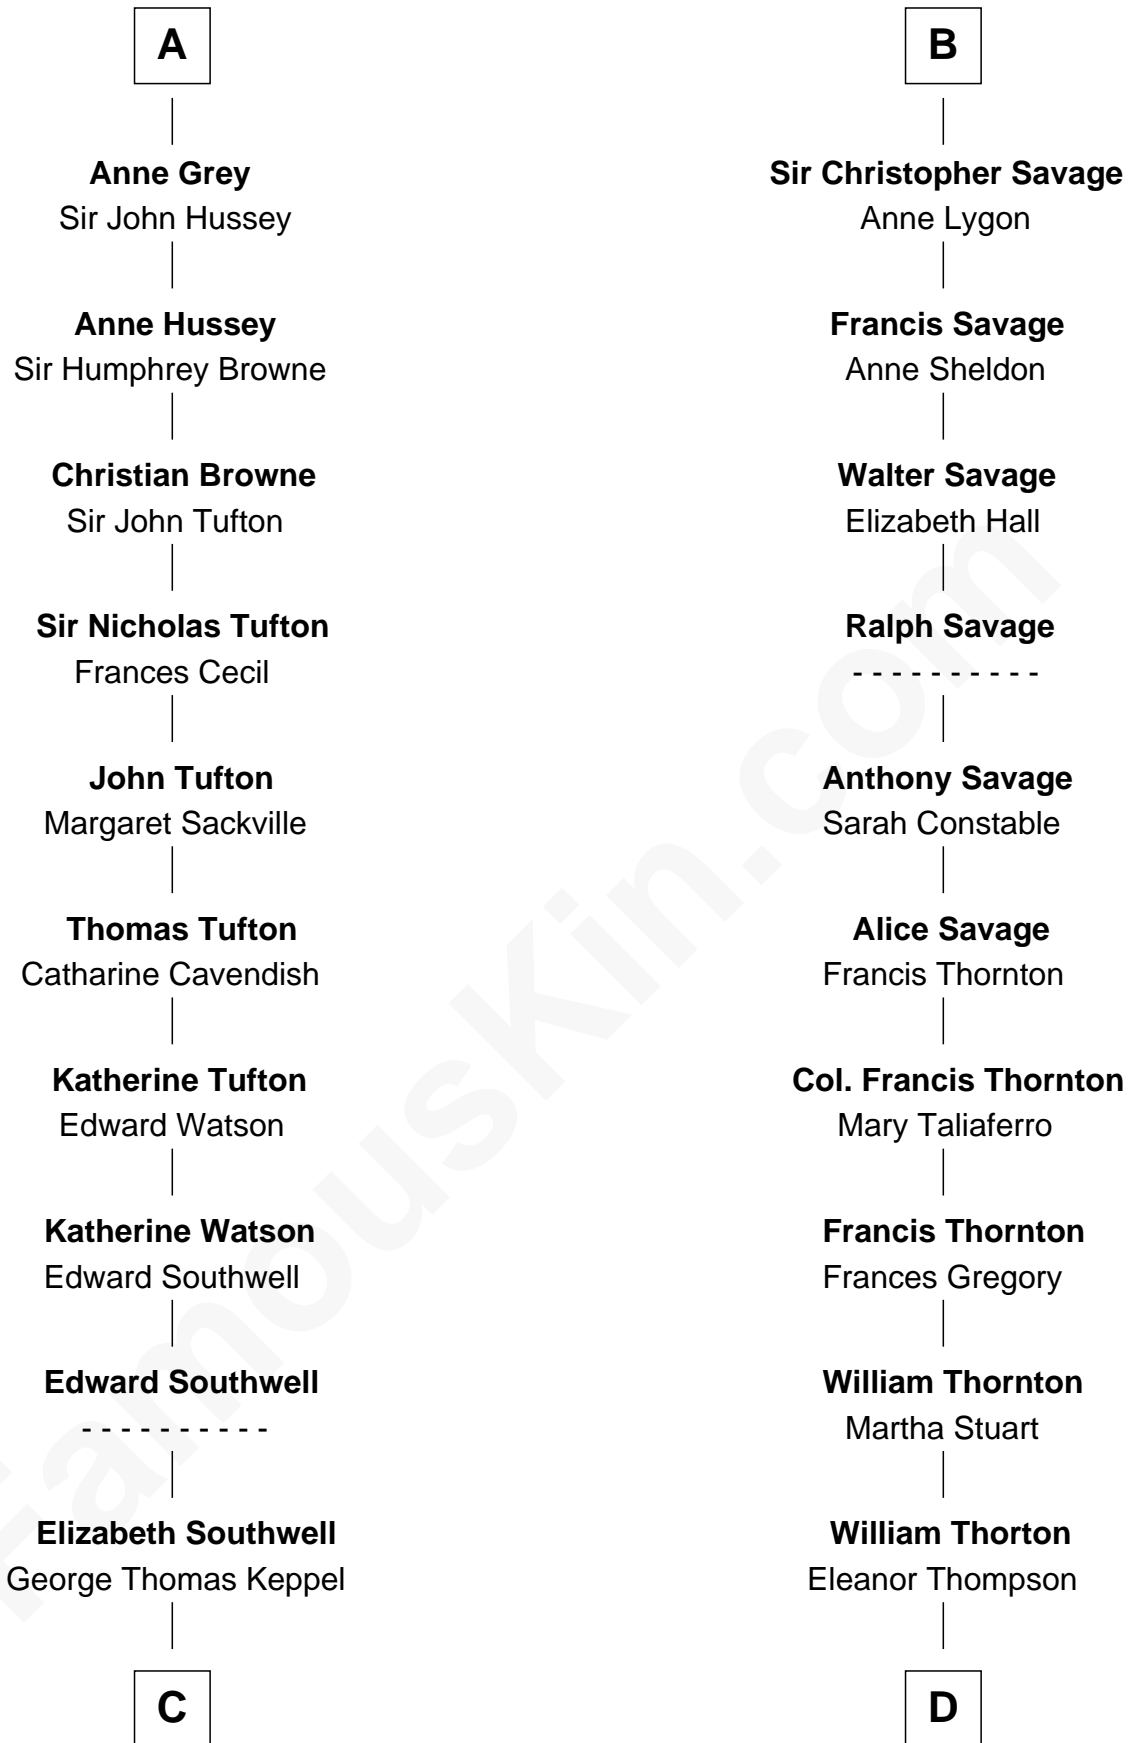 A
Anne Grey
Sir John Hussey
Anne Hussey
Sir Humphrey Browne
Christian Browne
Sir John Tufton
Sir Nicholas Tufton
Frances Cecil
John Tufton
Margaret Sackville
Thomas Tufton
Catharine Cavendish
Katherine Tufton
Edward Watson
Katherine Watson
Edward Southwell
Edward Southwell
- - - - - - - - - -
Elizabeth Southwell
George Thomas Keppel
C
B
Sir Christopher Savage
Anne Lygon
Francis Savage
Anne Sheldon
Walter Savage
Elizabeth Hall
Ralph Savage
- - - - - - - - - -
Anthony Savage
Sarah Constable
Alice Savage
Francis Thornton
Col. Francis Thornton
Mary Taliaferro
Francis Thornton
Frances Gregory
William Thornton
Martha Stuart
William Thorton
Eleanor Thompson
D
FamousKin.com